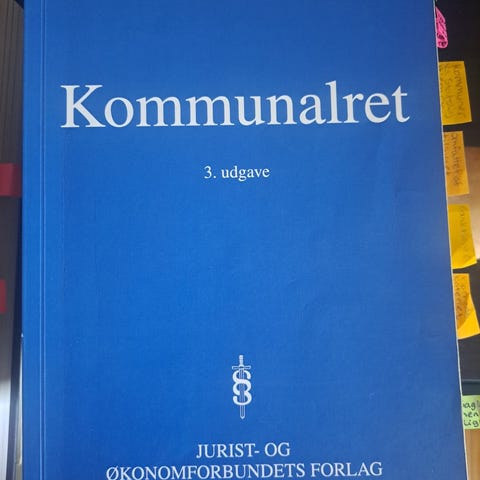 Kommunalret
3. udgave
JURIST- OG
ØKONOMFORBUNDETS FORLAG